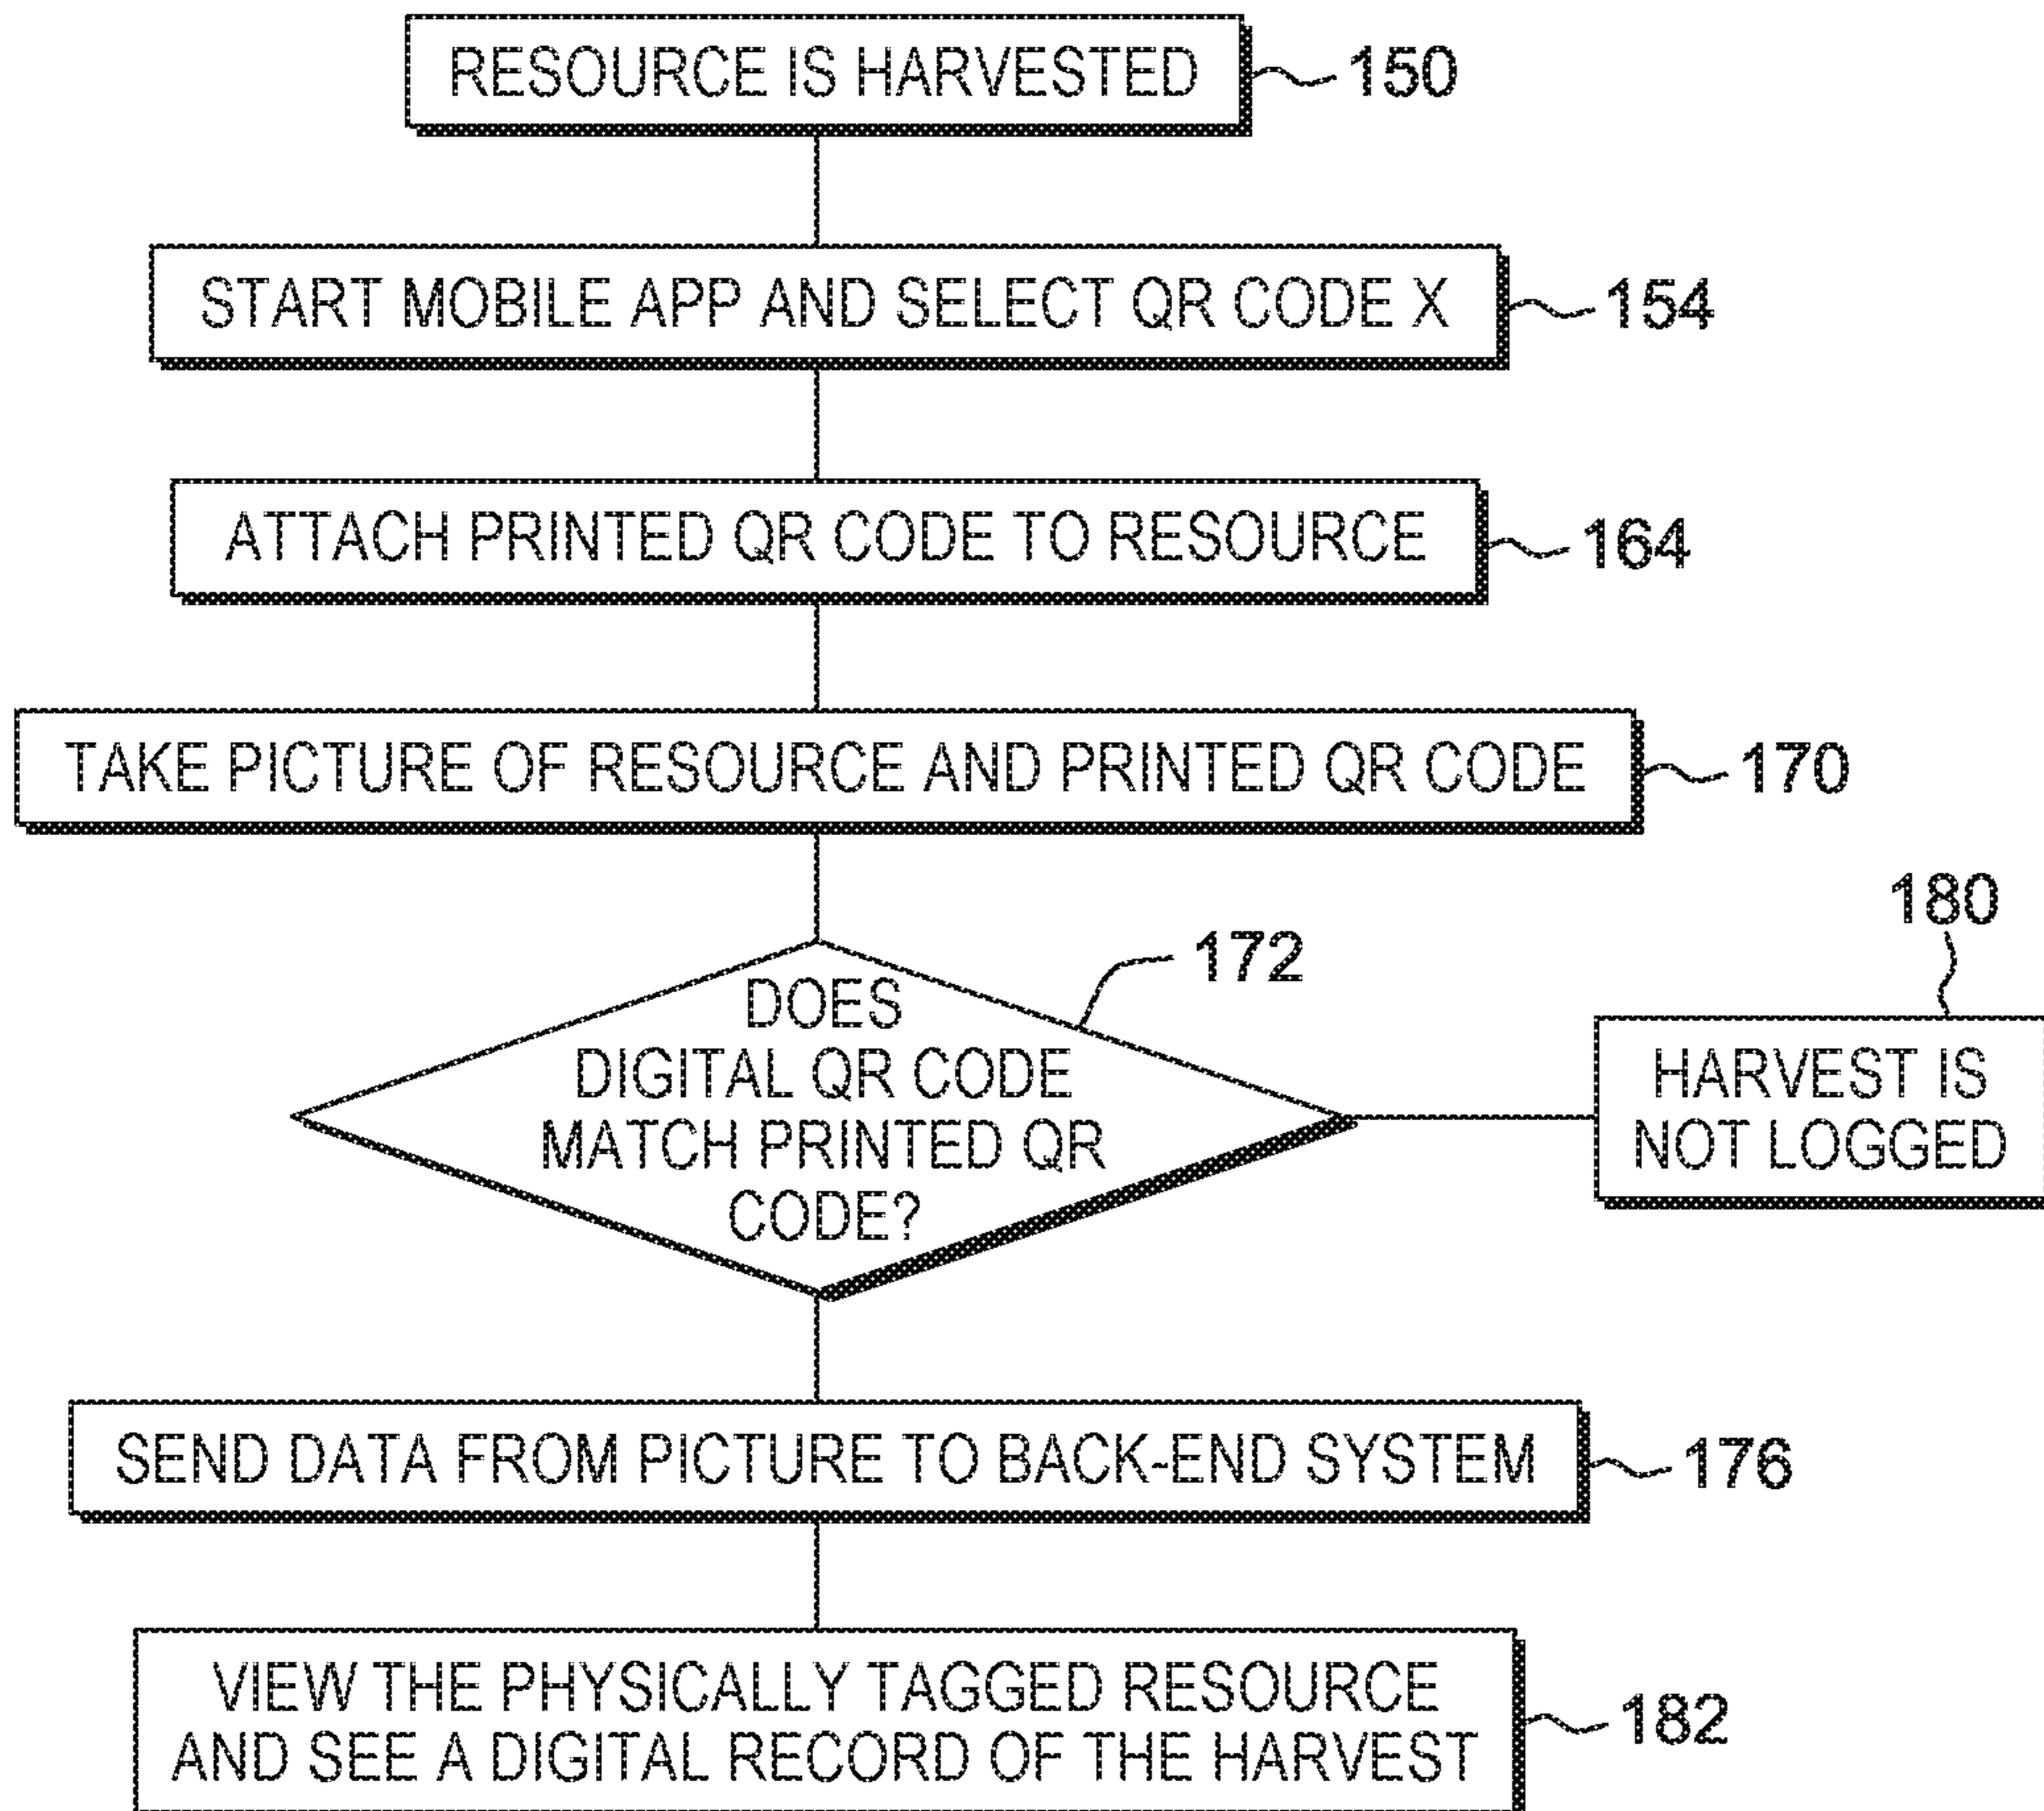 RESOURCE IS HARVESTED
150
START MOBILE APP AND SELECT QR CODE X
154
ATTACH PRINTED QR CODE TO RESOURCE
164
TAKE PICTURE OF RESOURCE AND PRINTED QR CODE
170
DOES
DIGITAL QR CODE
MATCH PRINTED QR
CODE?
172
180
HARVEST IS
NOT LOGGED
SEND DATA FROM PICTURE TO BACK-END SYSTEM
176
VIEW THE PHYSICALLY TAGGED RESOURCE
AND SEE A DIGITAL RECORD OF THE HARVEST
182